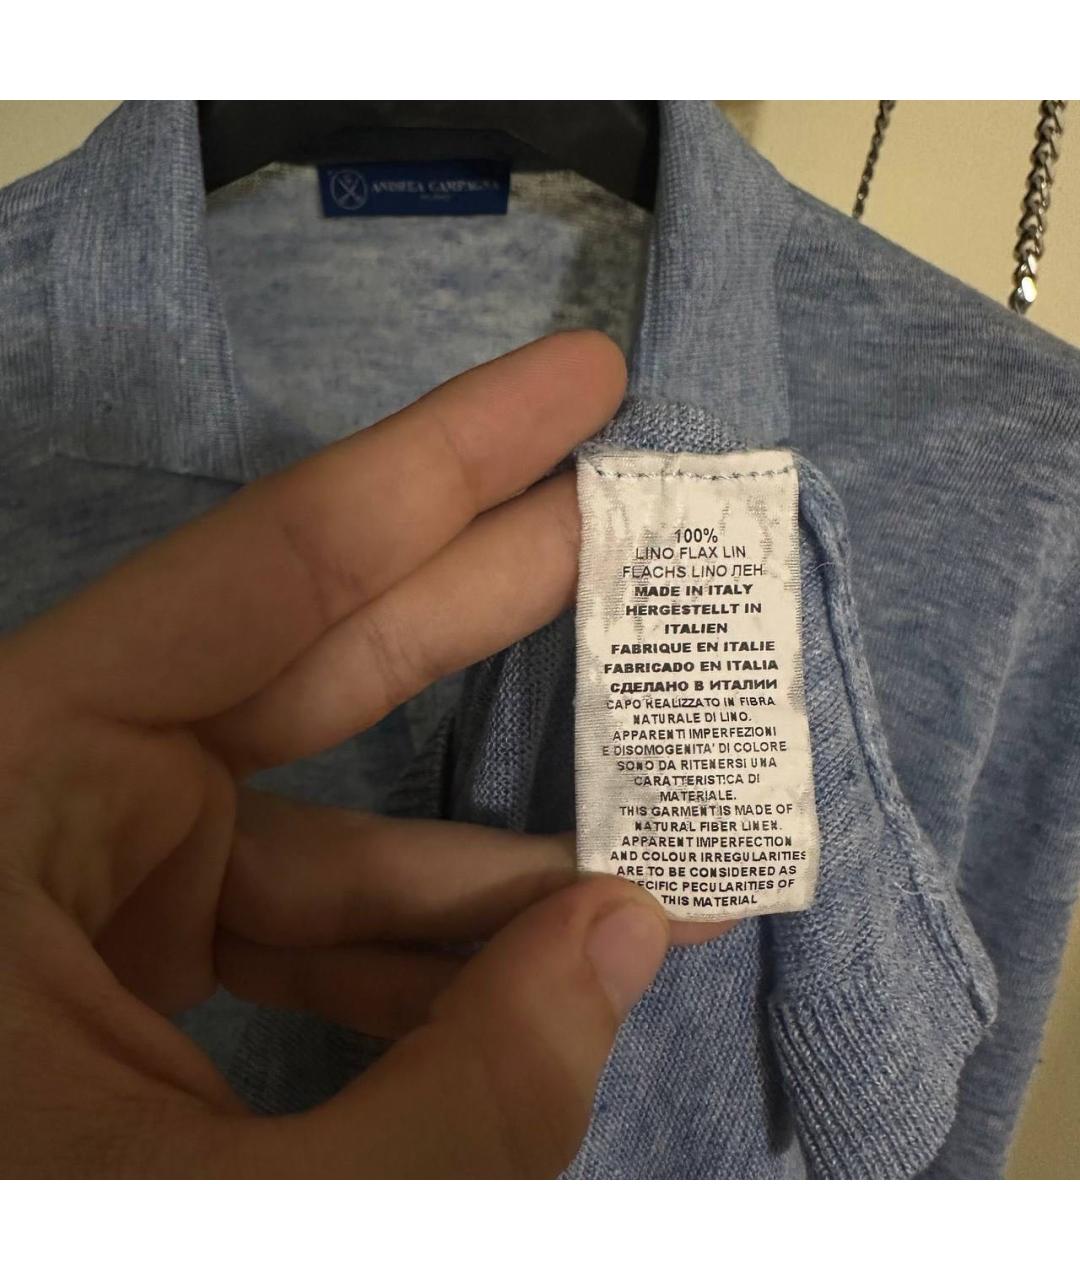 ANDREA CAMPAGNA
100%
LINO FLAX LIN
FLACHS LINO ЛЕН
MADE IN ITALY
HERGESTELLT IN
ITALIEN
FABRIQUE EN ITALIE
FABRICADO EN ITALIA
СДЕЛАНО В ИТАЛИИ
CAPO REALIZZATO IN FIBRA
NATURALE DI LINO.
APPARENTI IMPERFEZIONI
E DISOMOGENITA' DI COLORE
SONO DA RITENERSI UNA
CARATTERISTICA DI
MATERIALE.
THIS GARMENT IS MADE OF
NATURAL FIBER LINEN.
APPARENT IMPERFECTION
AND COLOUR IRREGULARITIES
ARE TO BE CONSIDERED AS
ECIFIC PECULARITIES OF
THIS MATERIAL